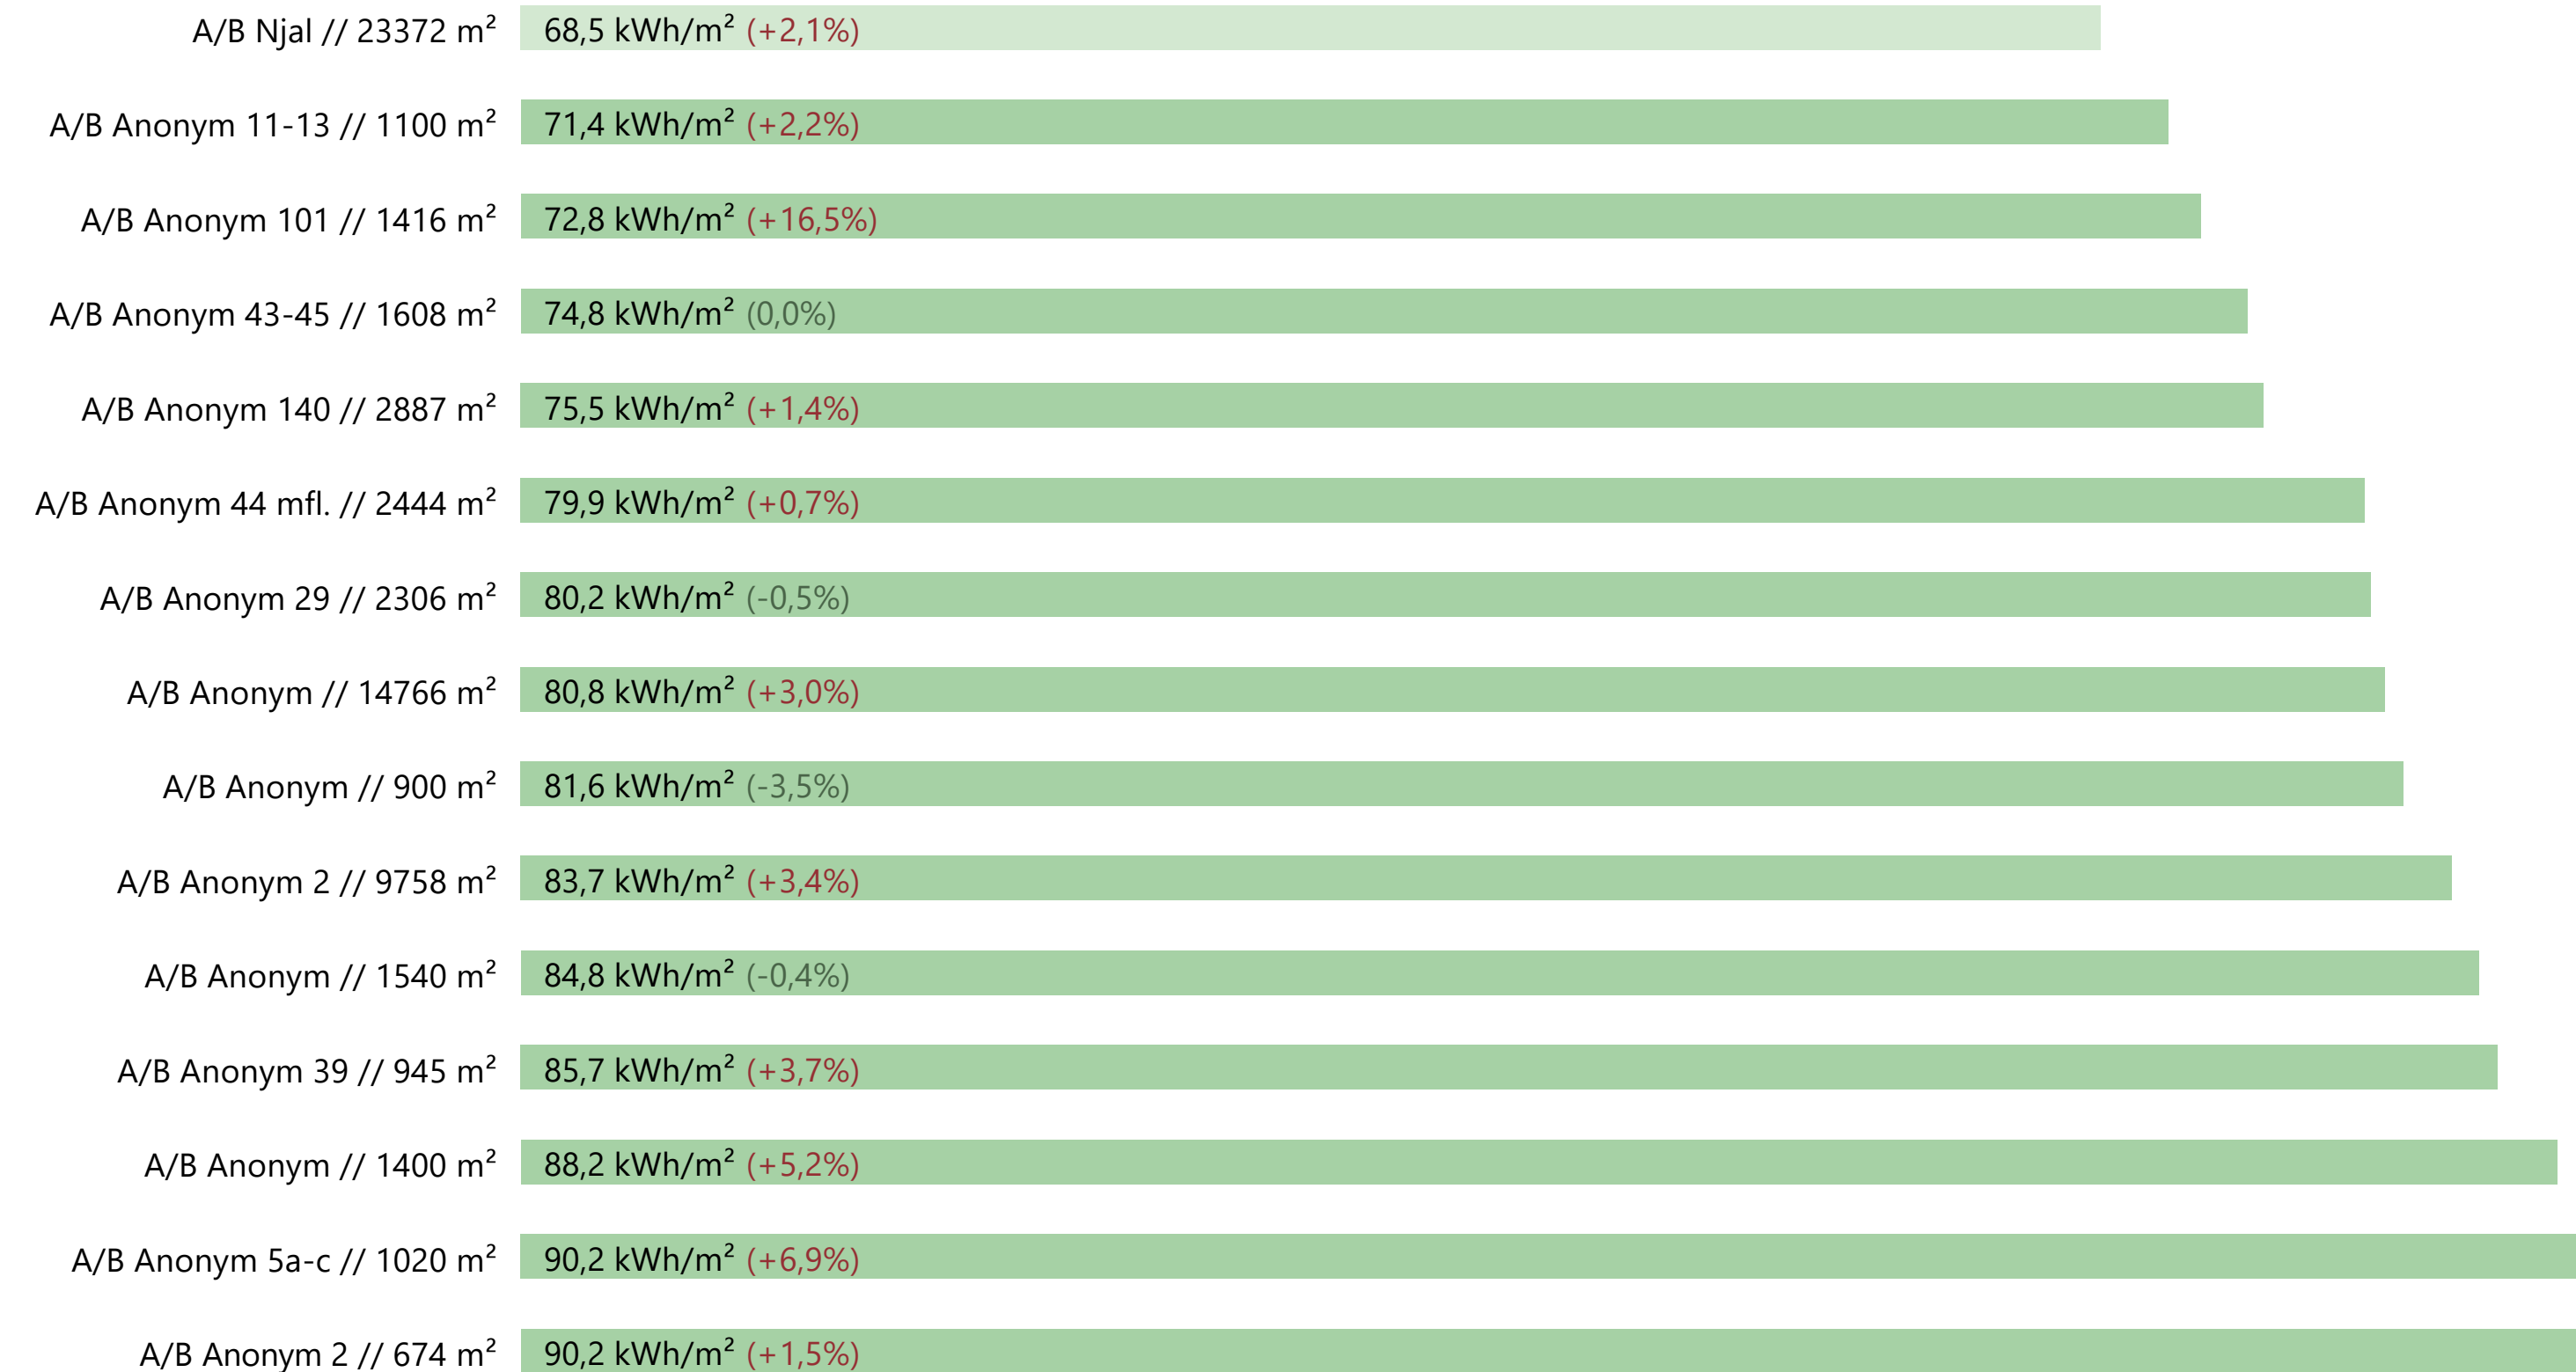 A/B Njal // 23372 m² 68,5 kWh/m² (+2,1%)
A/B Anonym 11-13 // 1100 m² 71,4 kWh/m² (+2,2%)
A/B Anonym 101 // 1416 m² 72,8 kWh/m² (+16,5%)
A/B Anonym 43-45 // 1608 m² 74,8 kWh/m² (0,0%)
A/B Anonym 140 // 2887 m² 75,5 kWh/m² (+1,4%)
A/B Anonym 44 mfl. // 2444 m² 79,9 kWh/m² (+0,7%)
A/B Anonym 29 // 2306 m² 80,2 kWh/m² (-0,5%)
A/B Anonym // 14766 m² 80,8 kWh/m² (+3,0%)
A/B Anonym // 900 m² 81,6 kWh/m² (-3,5%)
A/B Anonym 2 // 9758 m² 83,7 kWh/m² (+3,4%)
A/B Anonym // 1540 m² 84,8 kWh/m² (-0,4%)
A/B Anonym 39 // 945 m² 85,7 kWh/m² (+3,7%)
A/B Anonym // 1400 m² 88,2 kWh/m² (+5,2%)
A/B Anonym 5a-c // 1020 m² 90,2 kWh/m² (+6,9%)
A/B Anonym 2 // 674 m² 90,2 kWh/m² (+1,5%)